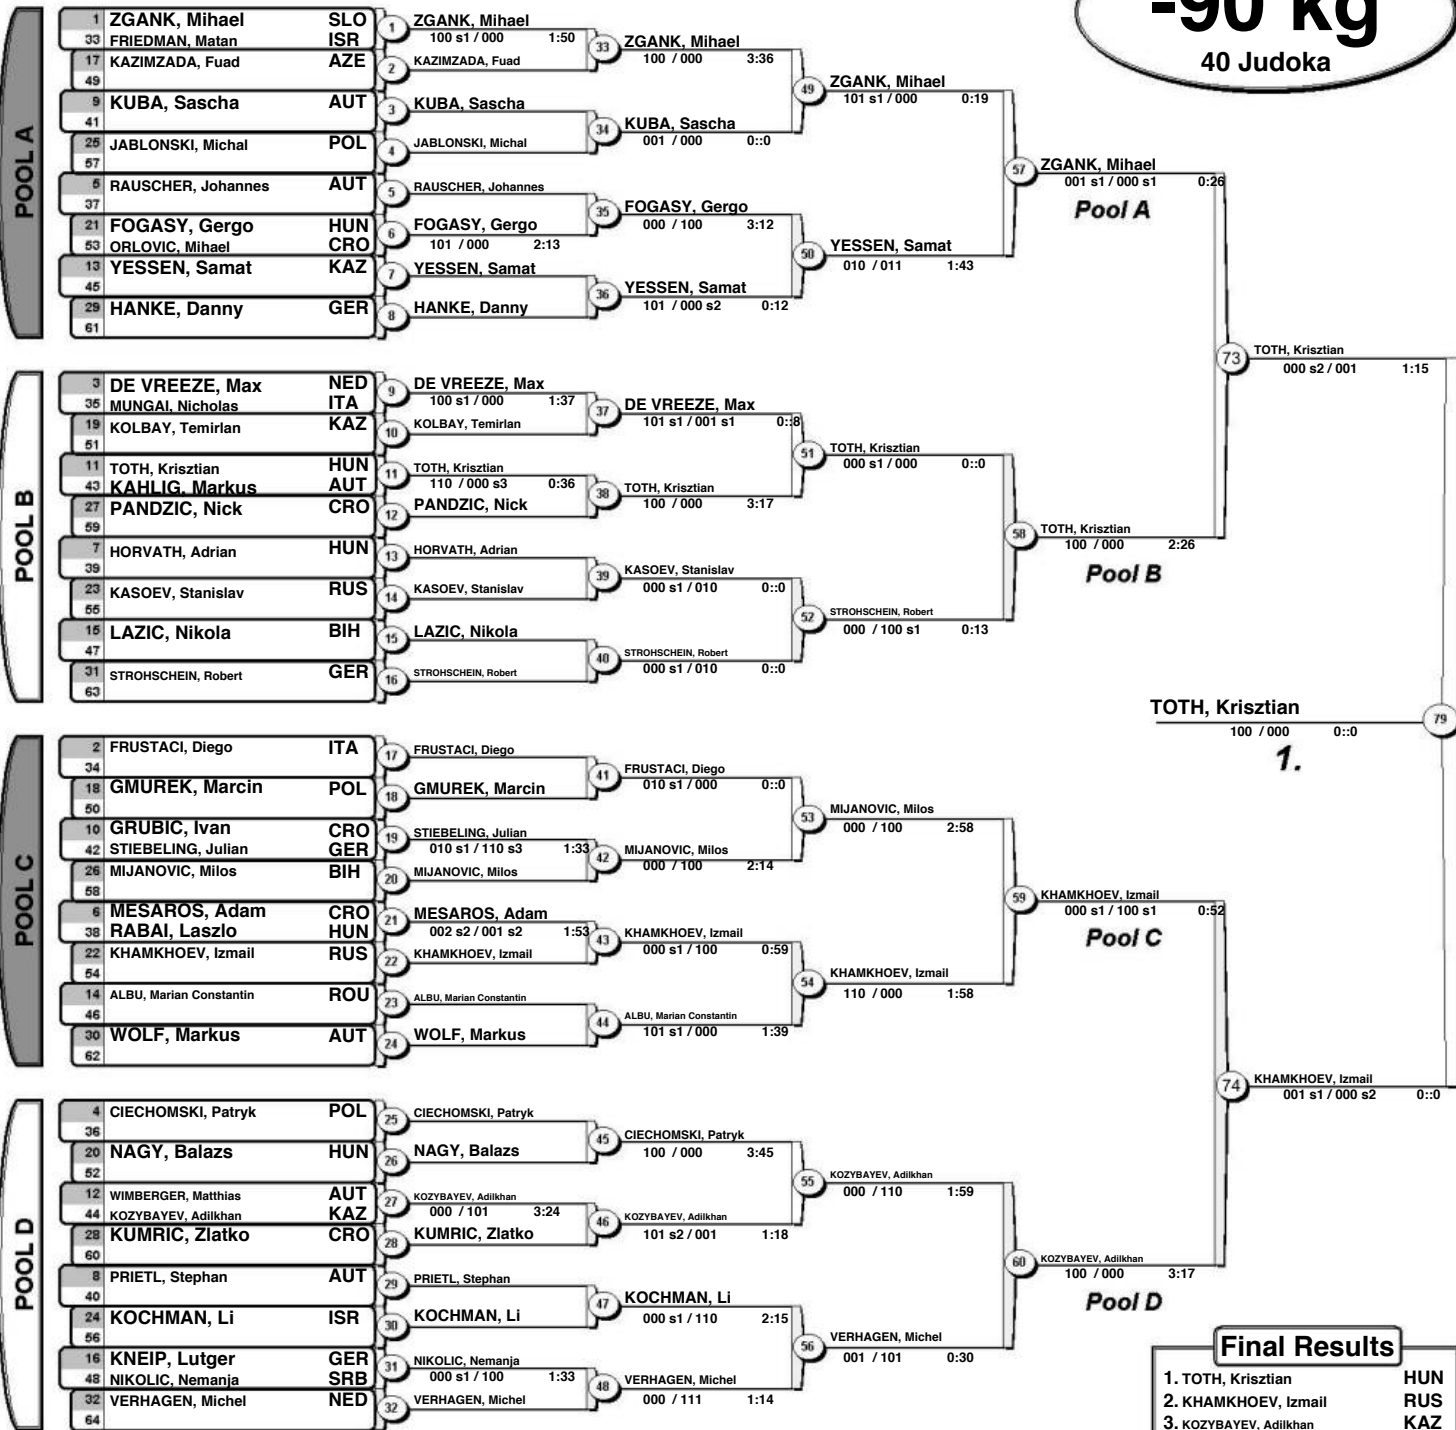 -90 kg
40 Judoka
POOL A
1 ZGANK, Mihael SLO
33 FRIEDMAN, Matan ISR
17 KAZIMZADA, Fuad AZE
49
9 KUBA, Sascha AUT
41
25 JABLONSKI, Michal POL
57
5 RAUSCHER, Johannes AUT
37
21 FOGASY, Gergo HUN
53 ORLOVIC, Mihael CRO
13 YESSEN, Samat KAZ
45
29 HANKE, Danny GER
61
1 ZGANK, Mihael
100 s1 / 000 1:50
2 KAZIMZADA, Fuad
3 KUBA, Sascha
4 JABLONSKI, Michal
5 RAUSCHER, Johannes
6 FOGASY, Gergo
101 / 000 2:13
7 YESSEN, Samat
8 HANKE, Danny
33 ZGANK, Mihael
100 / 000 3:36
34 KUBA, Sascha
001 / 000 0::0
35 FOGASY, Gergo
000 / 100 3:12
36 YESSEN, Samat
101 / 000 s2 0:12
49 ZGANK, Mihael
101 s1 / 000 0:19
50 YESSEN, Samat
010 / 011 1:43
57 ZGANK, Mihael
001 s1 / 000 s1 0:26
Pool A
POOL B
3 DE VREEZE, Max NED
35 MUNGAI, Nicholas ITA
19 KOLBAY, Temirlan KAZ
51
11 TOTH, Krisztian HUN
43 KAHLIG, Markus AUT
27 PANDZIC, Nick CRO
59
7 HORVATH, Adrian HUN
39
23 KASOEV, Stanislav RUS
55
15 LAZIC, Nikola BIH
47
31 STROHSCHEIN, Robert GER
63
9 DE VREEZE, Max
100 s1 / 000 1:37
10 KOLBAY, Temirlan
11 TOTH, Krisztian
110 / 000 s3 0:36
12 PANDZIC, Nick
13 HORVATH, Adrian
14 KASOEV, Stanislav
15 LAZIC, Nikola
16 STROHSCHEIN, Robert
37 DE VREEZE, Max
101 s1 / 001 s1 0::8
38 TOTH, Krisztian
100 / 000 3:17
39 KASOEV, Stanislav
000 s1 / 010 0::0
40 STROHSCHEIN, Robert
000 s1 / 010 0::0
51 TOTH, Krisztian
000 s1 / 000 0::0
52 STROHSCHEIN, Robert
000 / 100 s1 0:13
58 TOTH, Krisztian
100 / 000 2:26
Pool B
73 TOTH, Krisztian
000 s2 / 001 1:15
TOTH, Krisztian 79
100 / 000 0::0
1.
POOL C
2 FRUSTACI, Diego ITA
34
18 GMUREK, Marcin POL
50
10 GRUBIC, Ivan CRO
42 STIEBELING, Julian GER
26 MIJANOVIC, Milos BIH
58
6 MESAROS, Adam CRO
38 RABAI, Laszlo HUN
22 KHAMKHOEV, Izmail RUS
54
14 ALBU, Marian Constantin ROU
46
30 WOLF, Markus AUT
62
17 FRUSTACI, Diego
18 GMUREK, Marcin
19 STIEBELING, Julian
010 s1 / 110 s3 1:33
20 MIJANOVIC, Milos
21 MESAROS, Adam
002 s2 / 001 s2 1:53
22 KHAMKHOEV, Izmail
23 ALBU, Marian Constantin
24 WOLF, Markus
41 FRUSTACI, Diego
010 s1 / 000 0::0
42 MIJANOVIC, Milos
000 / 100 2:14
43 KHAMKHOEV, Izmail
000 s1 / 100 0:59
44 ALBU, Marian Constantin
101 s1 / 000 1:39
53 MIJANOVIC, Milos
000 / 100 2:58
54 KHAMKHOEV, Izmail
110 / 000 1:58
59 KHAMKHOEV, Izmail
000 s1 / 100 s1 0:52
Pool C
74 KHAMKHOEV, Izmail
001 s1 / 000 s2 0::0
POOL D
4 CIECHOMSKI, Patryk POL
36
20 NAGY, Balazs HUN
52
12 WIMBERGER, Matthias AUT
44 KOZYBAYEV, Adilkhan KAZ
28 KUMRIC, Zlatko CRO
60
8 PRIETL, Stephan AUT
40
24 KOCHMAN, Li ISR
56
16 KNEIP, Lutger GER
48 NIKOLIC, Nemanja SRB
32 VERHAGEN, Michel NED
64
25 CIECHOMSKI, Patryk
26 NAGY, Balazs
27 KOZYBAYEV, Adilkhan
000 / 101 3:24
28 KUMRIC, Zlatko
29 PRIETL, Stephan
30 KOCHMAN, Li
31 NIKOLIC, Nemanja
000 s1 / 100 1:33
32 VERHAGEN, Michel
45 CIECHOMSKI, Patryk
100 / 000 3:45
46 KOZYBAYEV, Adilkhan
101 s2 / 001 1:18
47 KOCHMAN, Li
000 s1 / 110 2:15
48 VERHAGEN, Michel
000 / 111 1:14
55 KOZYBAYEV, Adilkhan
000 / 110 1:59
56 VERHAGEN, Michel
001 / 101 0:30
60 KOZYBAYEV, Adilkhan
100 / 000 3:17
Pool D
Final Results
1. TOTH, Krisztian HUN
2. KHAMKHOEV, Izmail RUS
3. KOZYBAYEV, Adilkhan KAZ